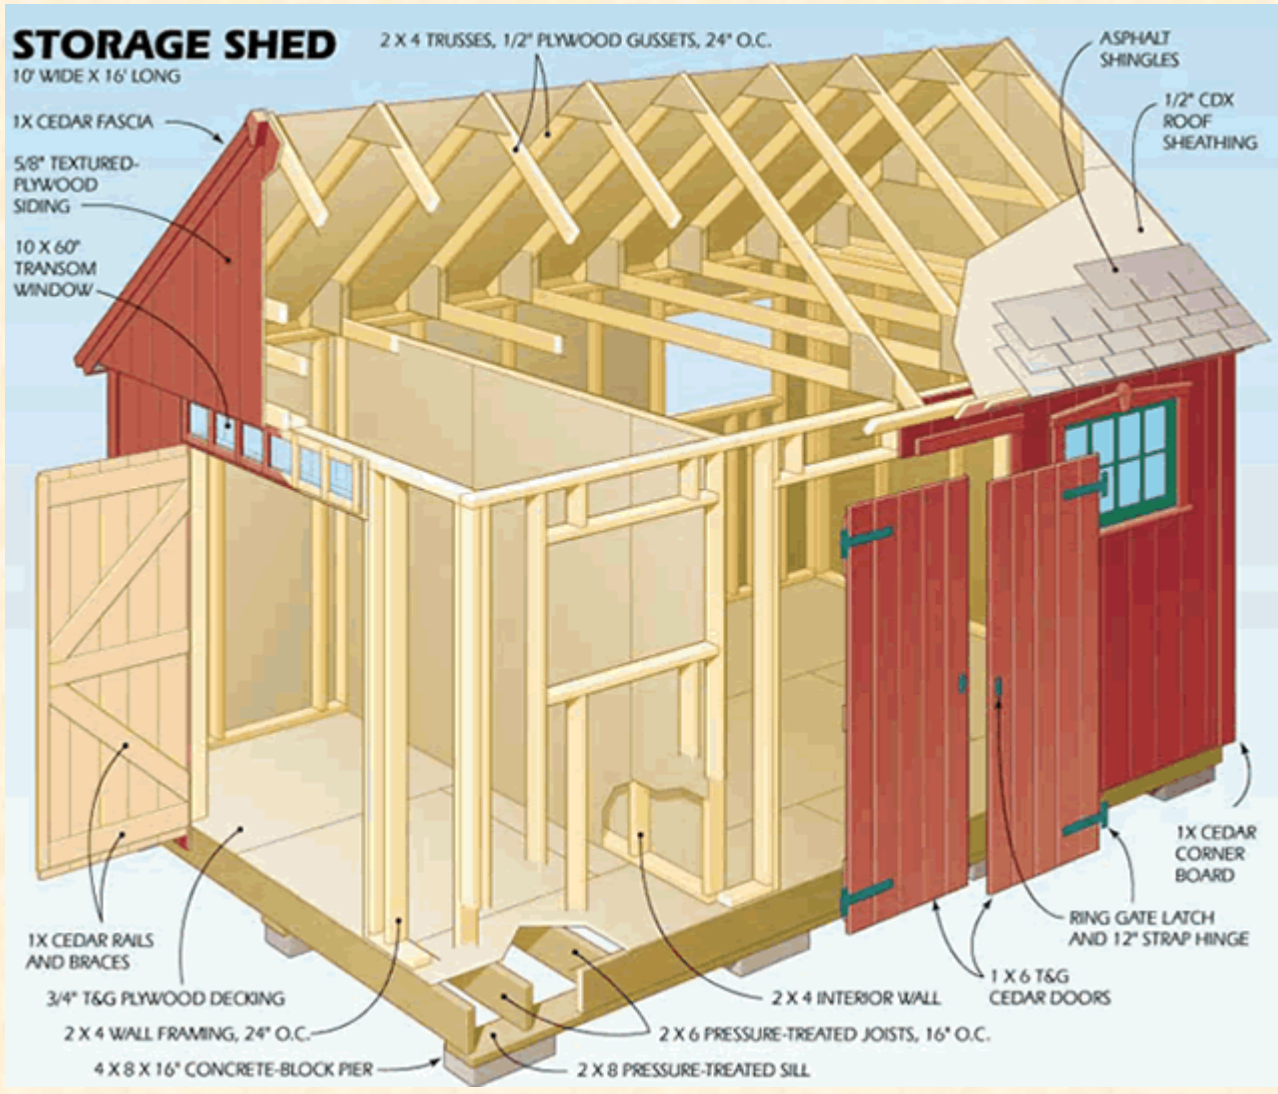 STORAGE SHED
10' WIDE X 16' LONG
2 X 4 TRUSSES, 1/2" PLYWOOD GUSSETS, 24" O.C.
ASPHALT
SHINGLES
1/2" CDX
ROOF
SHEATHING
1X CEDAR FASCIA
5/8" TEXTURED-
PLYWOOD
SIDING
10 X 60"
TRANSOM
WINDOW
1X CEDAR
CORNER
BOARD
RING GATE LATCH
AND 12" STRAP HINGE
1 X 6 T&G
CEDAR DOORS
1X CEDAR RAILS
AND BRACES
3/4" T&G PLYWOOD DECKING
2 X 4 INTERIOR WALL
2 X 4 WALL FRAMING, 24" O.C.
2 X 6 PRESSURE-TREATED JOISTS, 16" O.C.
4 X 8 X 16" CONCRETE-BLOCK PIER
2 X 8 PRESSURE-TREATED SILL